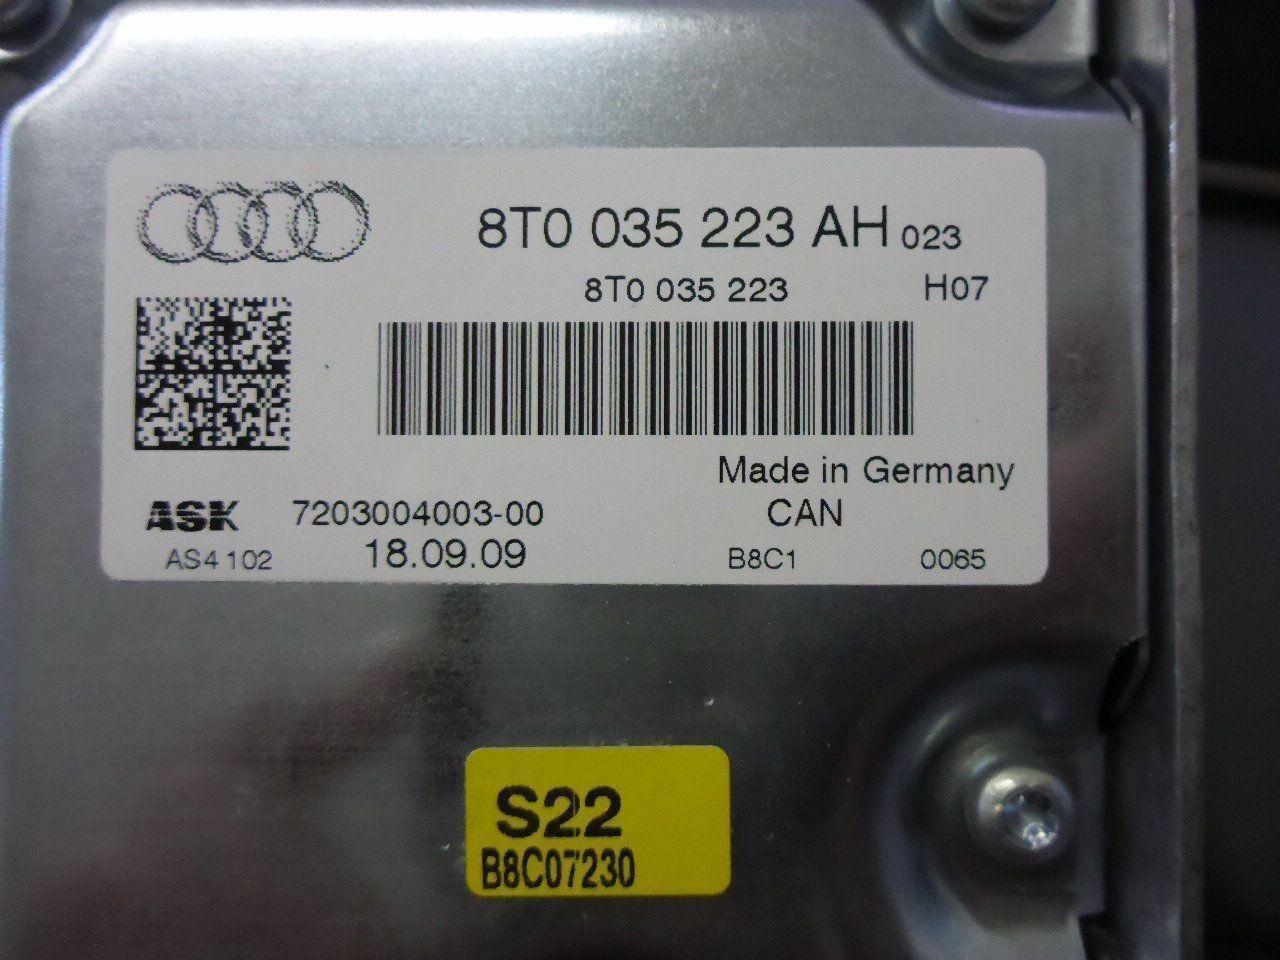 8T0 035 223 AH 023
8T0 035 223 H07
Made in Germany
ASK 7203004003-00 CAN
AS4 102 18.09.09 B8C1 0065
S22
B8C07230